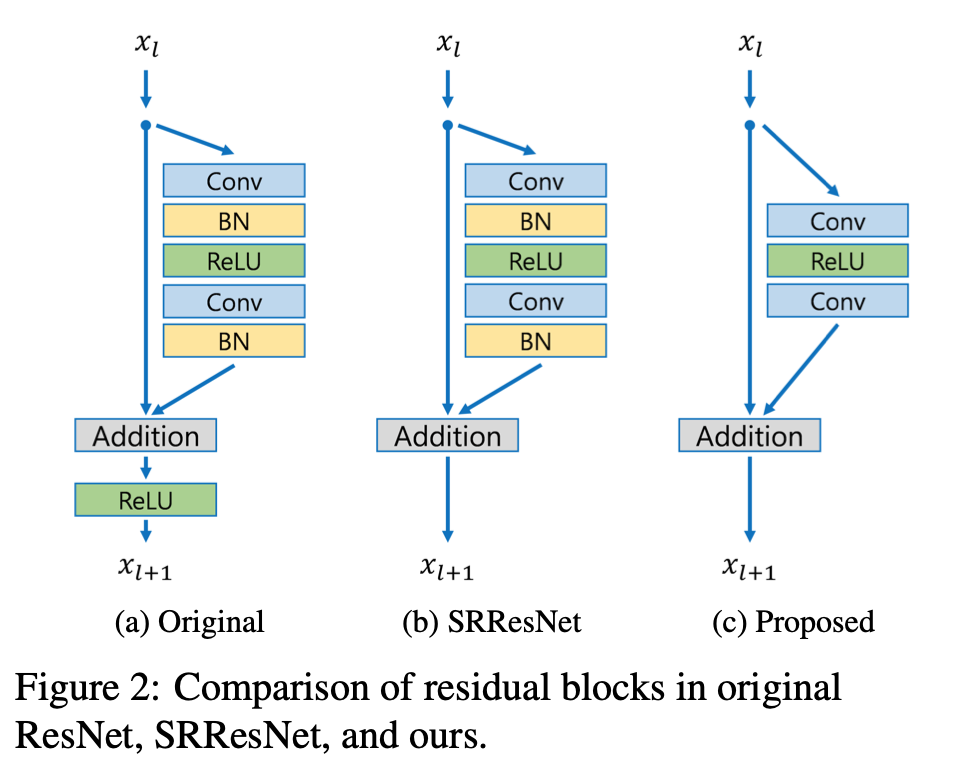 x_l
Conv
BN
ReLU
Conv
BN
Addition
ReLU
x_{l+1}
(a) Original
x_l
Conv
BN
ReLU
Conv
BN
Addition
x_{l+1}
(b) SRResNet
x_l
Conv
ReLU
Conv
Addition
x_{l+1}
(c) Proposed
Figure 2: Comparison of residual blocks in original
ResNet, SRResNet, and ours.